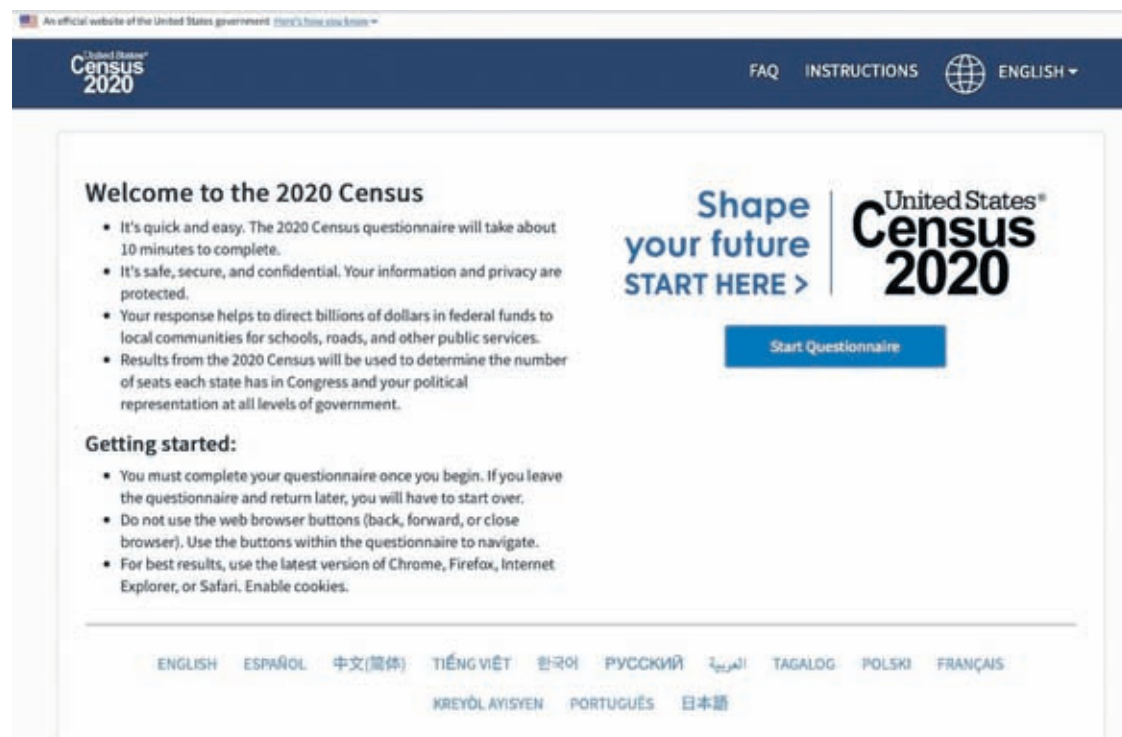 An official website of the United States government Here's how you know
United States®
Census
2020
FAQ INSTRUCTIONS ENGLISH
Welcome to the 2020 Census
• It's quick and easy. The 2020 Census questionnaire will take about
10 minutes to complete.
• It's safe, secure, and confidential. Your information and privacy are
protected.
• Your response helps to direct billions of dollars in federal funds to
local communities for schools, roads, and other public services.
• Results from the 2020 Census will be used to determine the number
of seats each state has in Congress and your political
representation at all levels of government.
Getting started:
• You must complete your questionnaire once you begin. If you leave
the questionnaire and return later, you will have to start over.
• Do not use the web browser buttons (back, forward, or close
browser). Use the buttons within the questionnaire to navigate.
• For best results, use the latest version of Chrome, Firefox, Internet
Explorer, or Safari. Enable cookies.
Shape
your future
START HERE >
United States®
Census
2020
Start Questionnaire
ENGLISH ESPAÑOL 中文(简体) TIẾNG VIỆT 한국어 РУССКИЙ العربية TAGALOG POLSKI FRANÇAIS
KREYÒL AYISYEN PORTUGUÊS 日本語